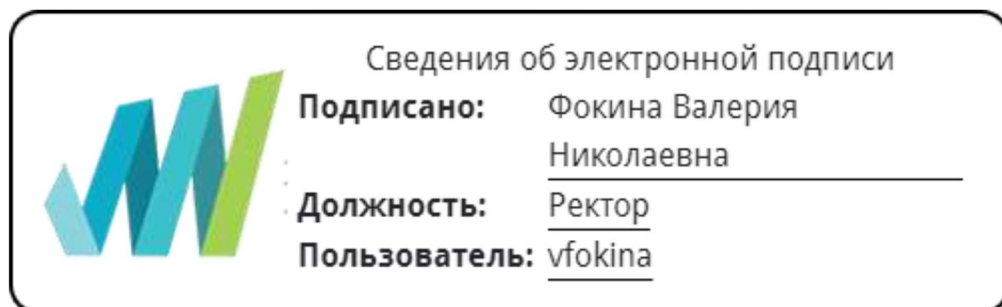 Сведения об электронной подписи
Подписано: Фокина Валерия
Николаевна
Должность: Ректор
Пользователь: vfokina